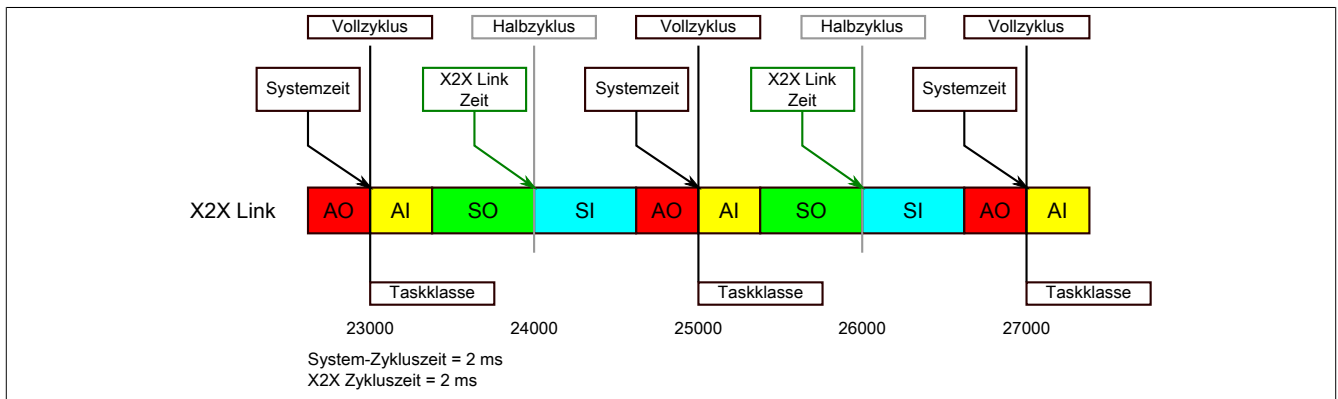 Vollzyklus
Halbzyklus
Vollzyklus
Halbzyklus
Vollzyklus
Systemzeit
X2X Link
Zeit
Systemzeit
X2X Link
Zeit
Systemzeit
X2X Link
AO
AI
SO
SI
AO
AI
SO
SI
AO
AI
Taskklasse
Taskklasse
Taskklasse
23000
24000
25000
26000
27000
System-Zykluszeit = 2 ms
X2X Zykluszeit = 2 ms